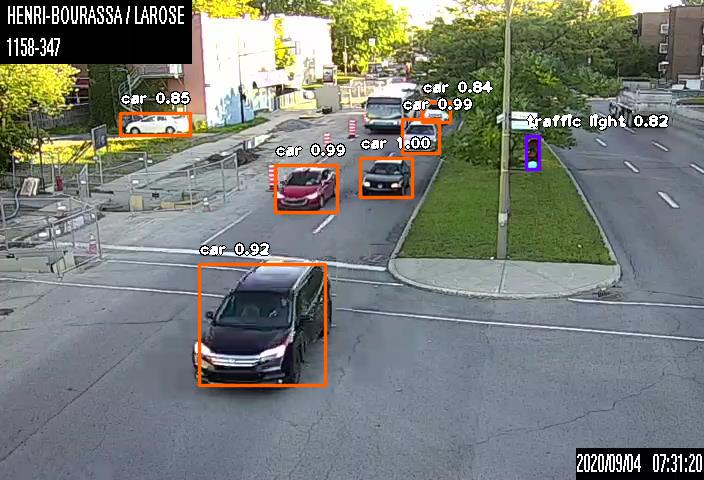 HENRI-BOURASSA / LAROSE
1158-347
car 0.85
car 0.84
car 0.99
traffic light 0.82
car 0.99
car 1.00
car 0.92
2020/09/04 07:31:20